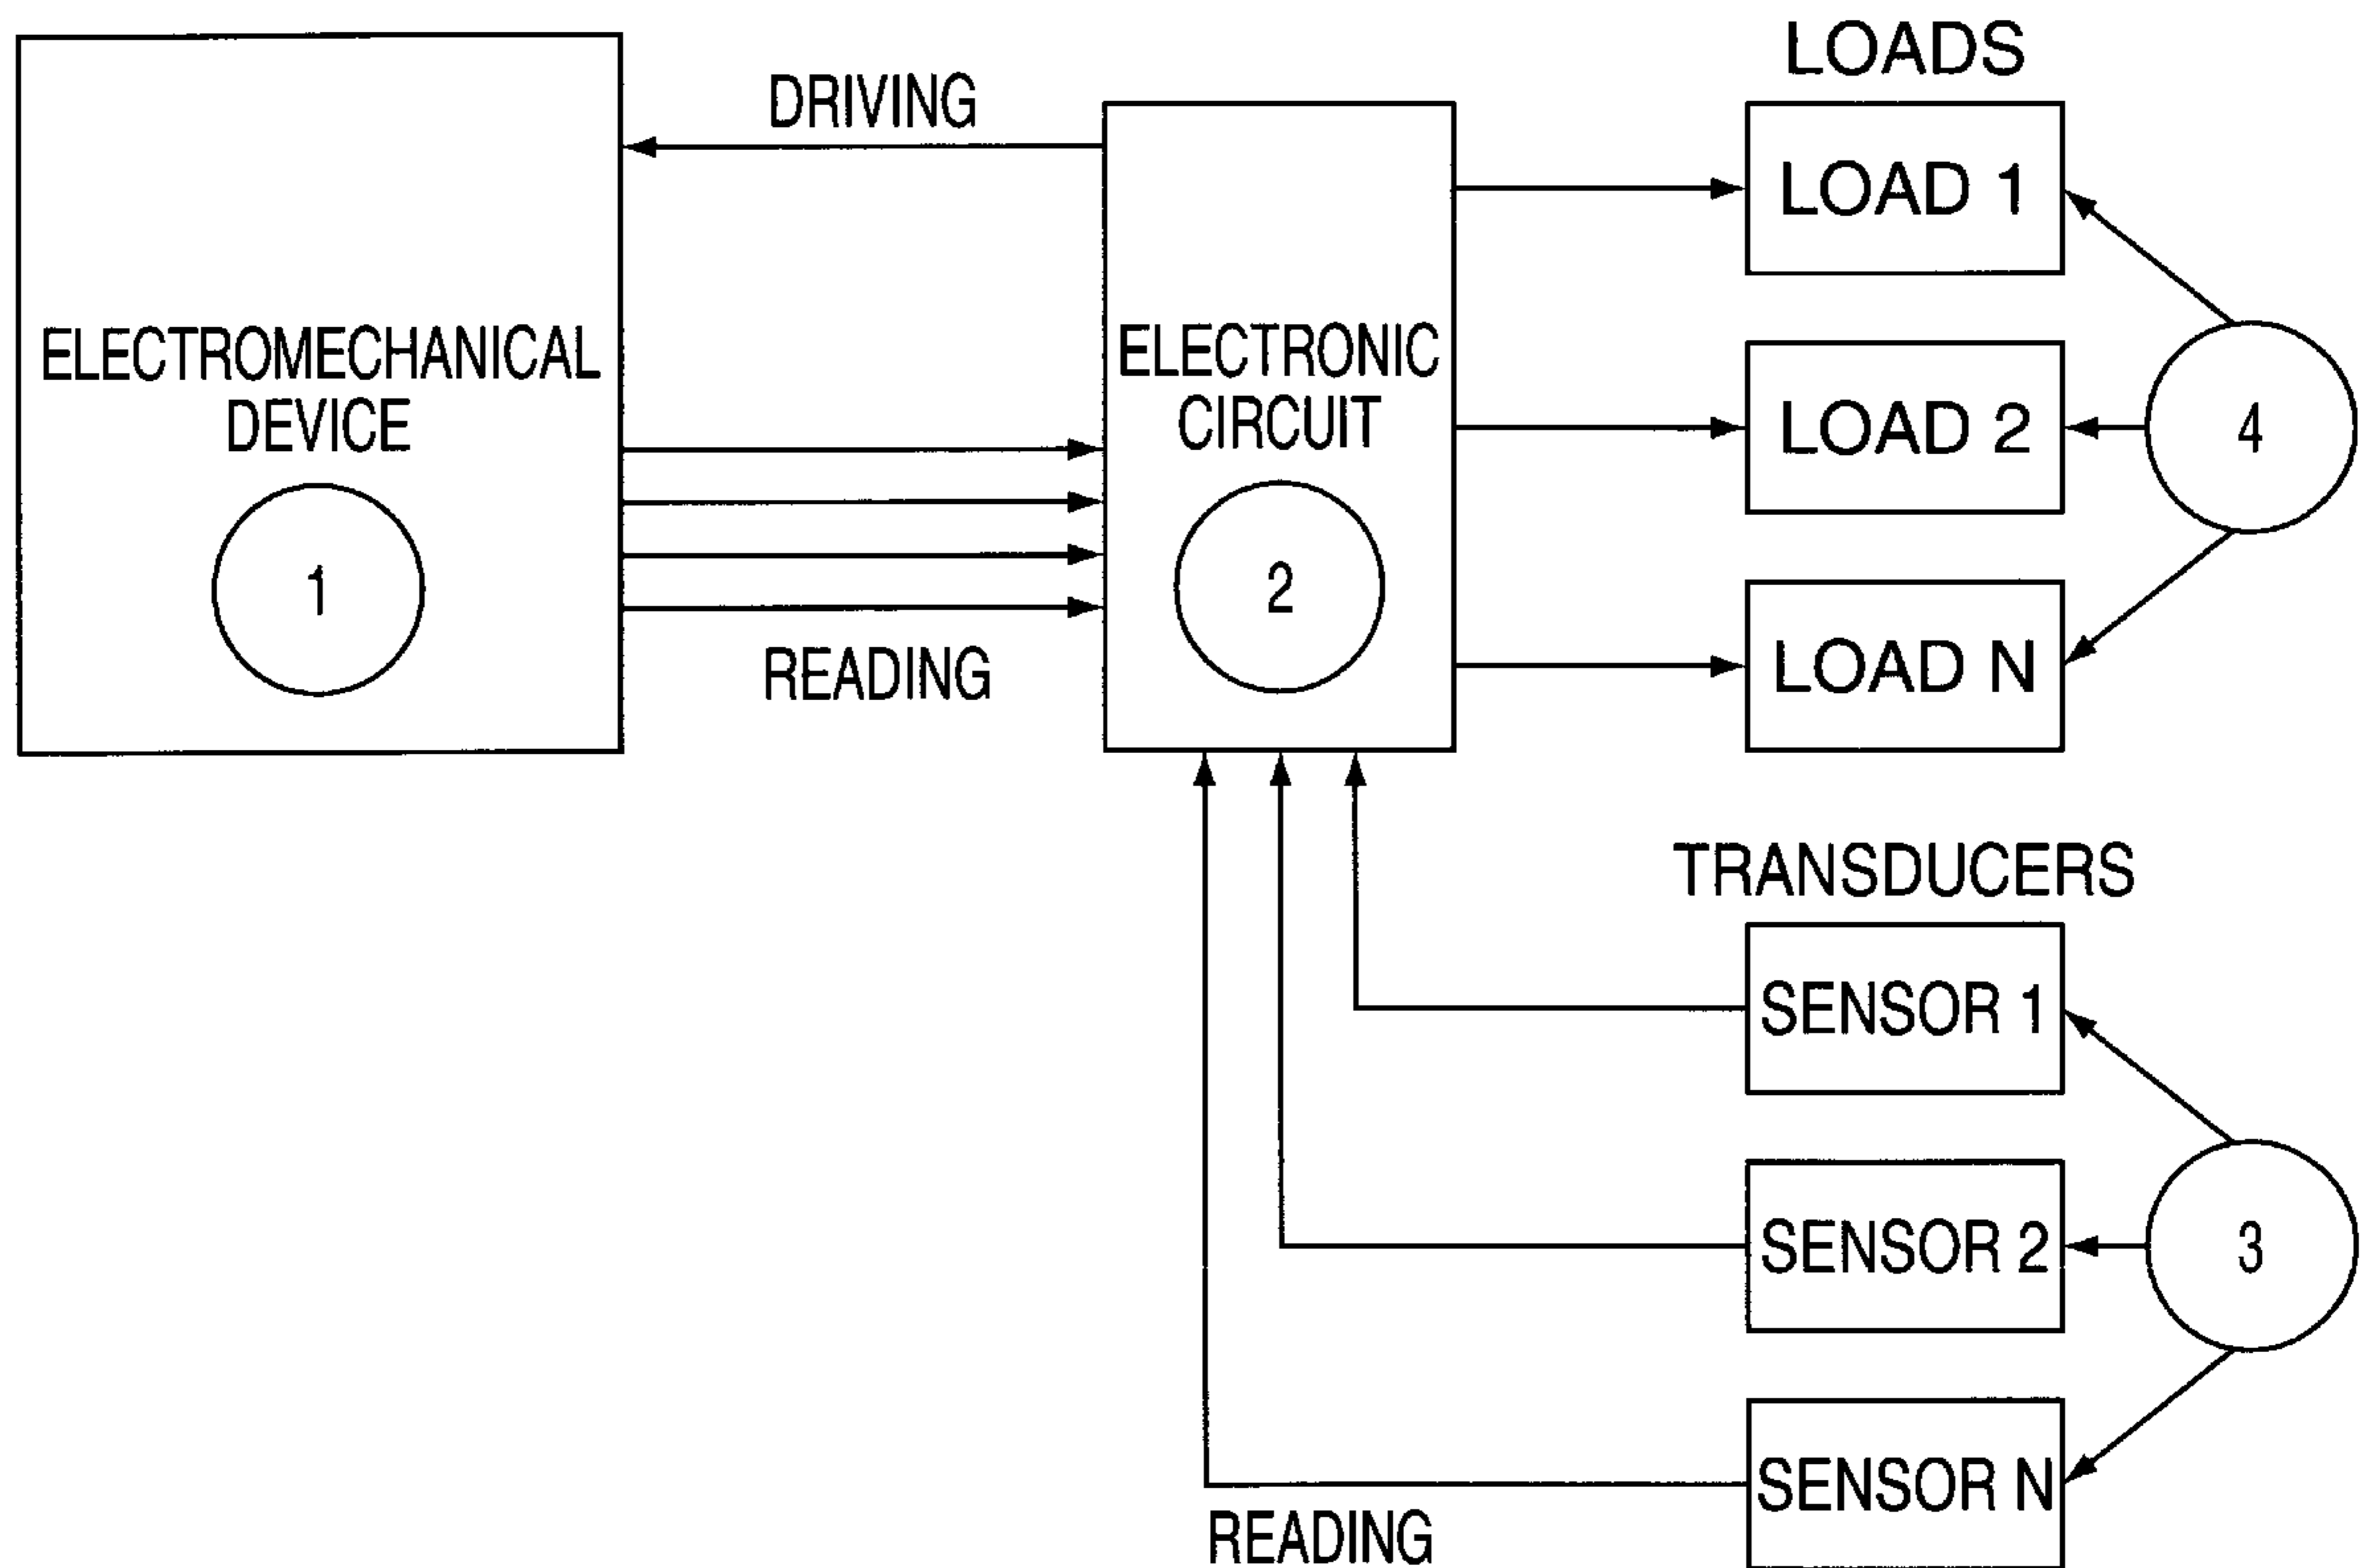 LOADS
DRIVING
LOAD 1
ELECTROMECHANICAL
DEVICE
1
ELECTRONIC
CIRCUIT
2
LOAD 2
4
READING
LOAD N
TRANSDUCERS
SENSOR 1
SENSOR 2
3
SENSOR N
READING